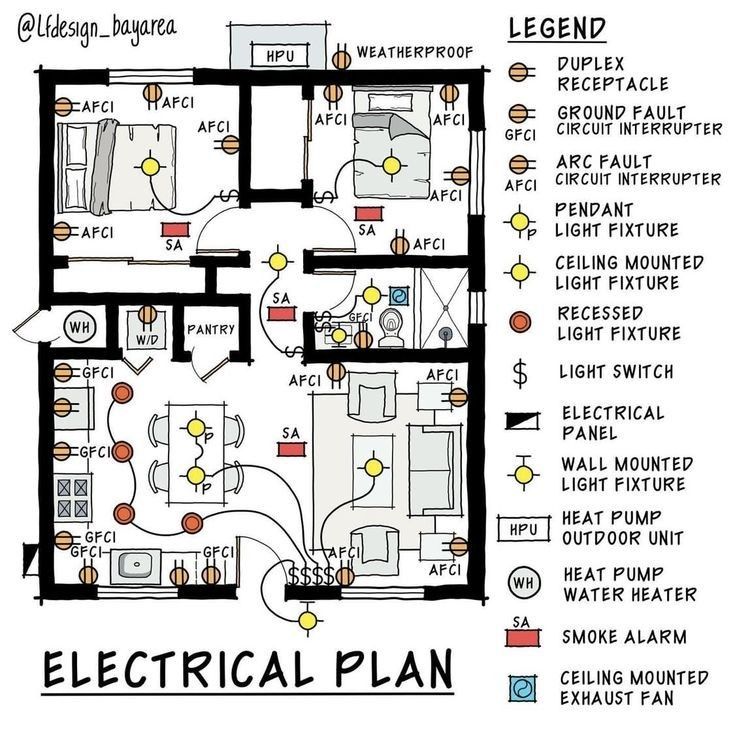 @Lfdesign_bayarea
HPU
WEATHERPROOF
AFCI
AFCI
AFCI
AFCI
AFCI
AFCI
AFCI
AFCI
$
$
SA
SA
WH
W/D
PANTRY
SA
$
$
$
GFCI
GFCI
GFCI
GFCI
GFCI
GFCI
P
P
SA
AFCI
AFCI
AFCI
AFCI
$$$$
ELECTRICAL PLAN
LEGEND
DUPLEX
RECEPTACLE
GFCI
GROUND FAULT
CIRCUIT INTERRUPTER
AFCI
ARC FAULT
CIRCUIT INTERRUPTER
P
PENDANT
LIGHT FIXTURE
CEILING MOUNTED
LIGHT FIXTURE
RECESSED
LIGHT FIXTURE
$ LIGHT SWITCH
ELECTRICAL
PANEL
WALL MOUNTED
LIGHT FIXTURE
HPU
HEAT PUMP
OUTDOOR UNIT
WH
HEAT PUMP
WATER HEATER
SA
SMOKE ALARM
CEILING MOUNTED
EXHAUST FAN